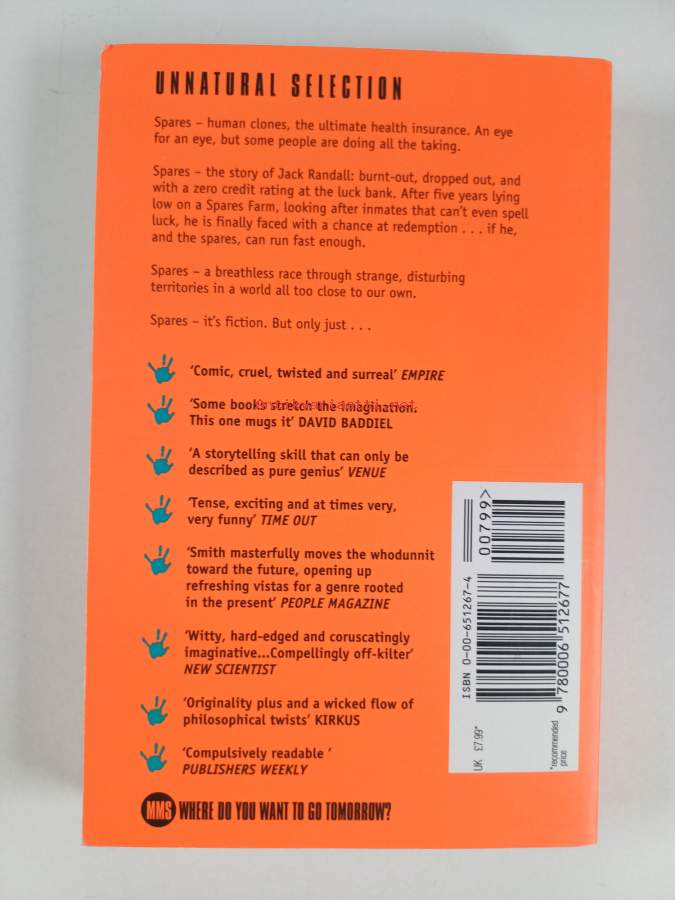 UNNATURAL SELECTION
Spares – human clones, the ultimate health insurance. An eye
for an eye, but some people are doing all the taking.
Spares – the story of Jack Randall: burnt-out, dropped out, and
with a zero credit rating at the luck bank. After five years lying
low on a Spares Farm, looking after inmates that can't even spell
luck, he is finally faced with a chance at redemption . . . if he,
and the spares, can run fast enough.
Spares – a breathless race through strange, disturbing
territories in a world all too close to our own.
Spares – it's fiction. But only just . . .
'Comic, cruel, twisted and surreal' EMPIRE
'Some books stretch the imagination.
This one mugs it' DAVID BADDIEL
'A storytelling skill that can only be
described as pure genius' VENUE
'Tense, exciting and at times very,
very funny' TIME OUT
'Smith masterfully moves the whodunnit
toward the future, opening up
refreshing vistas for a genre rooted
in the present' PEOPLE MAGAZINE
'Witty, hard-edged and coruscatingly
imaginative...Compellingly off-kilter'
NEW SCIENTIST
'Originality plus and a wicked flow of
philosophical twists' KIRKUS
'Compulsively readable '
PUBLISHERS WEEKLY
MMS WHERE DO YOU WANT TO GO TOMORROW?
00799>
ISBN 0-00-651267-4
9 780006 512677
UK £7.99*
*recommended
price